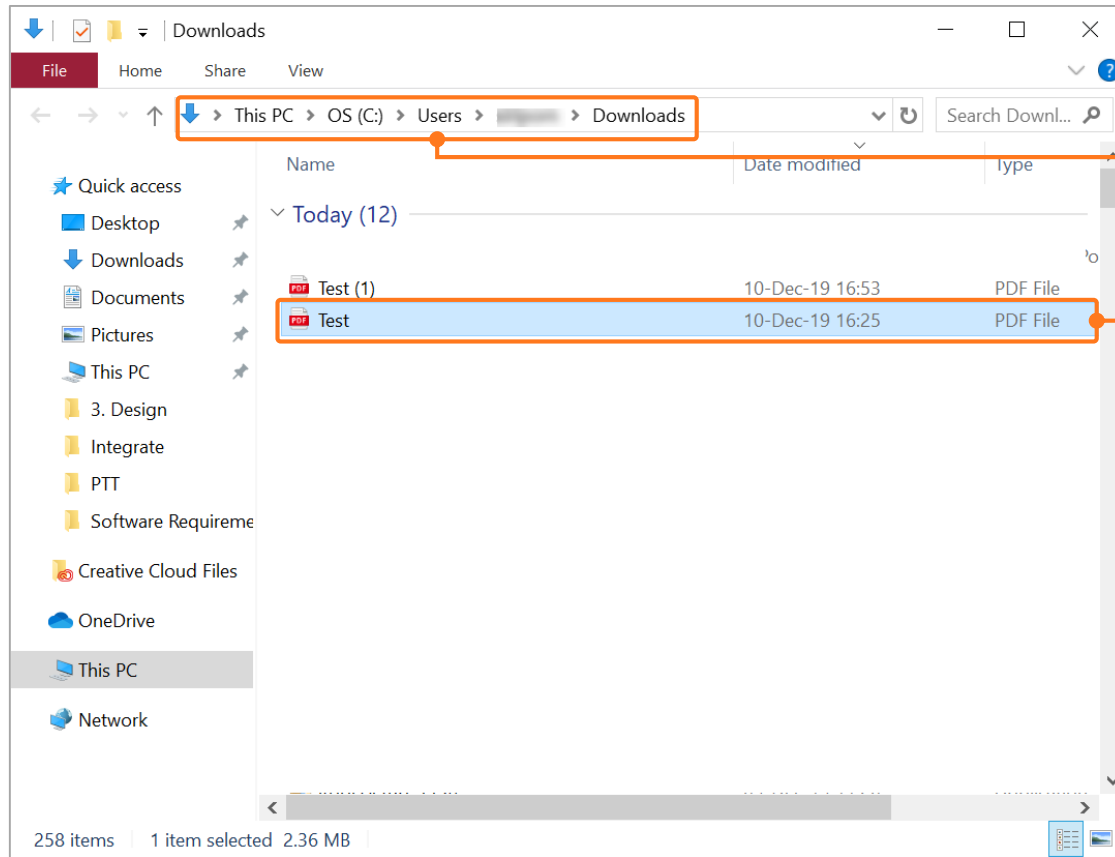 Downloads
File Home Share View ?
This PC > OS (C:) > Users > > Downloads Search Downl...
Name Date modified Type
Quick access
Today (12)
Desktop
Downloads
Documents
Test (1) 10-Dec-19 16:53 PDF File
Pictures
Test 10-Dec-19 16:25 PDF File
This PC
3. Design
Integrate
PTT
Software Requireme
Creative Cloud Files
OneDrive
This PC
Network
258 items 1 item selected 2.36 MB